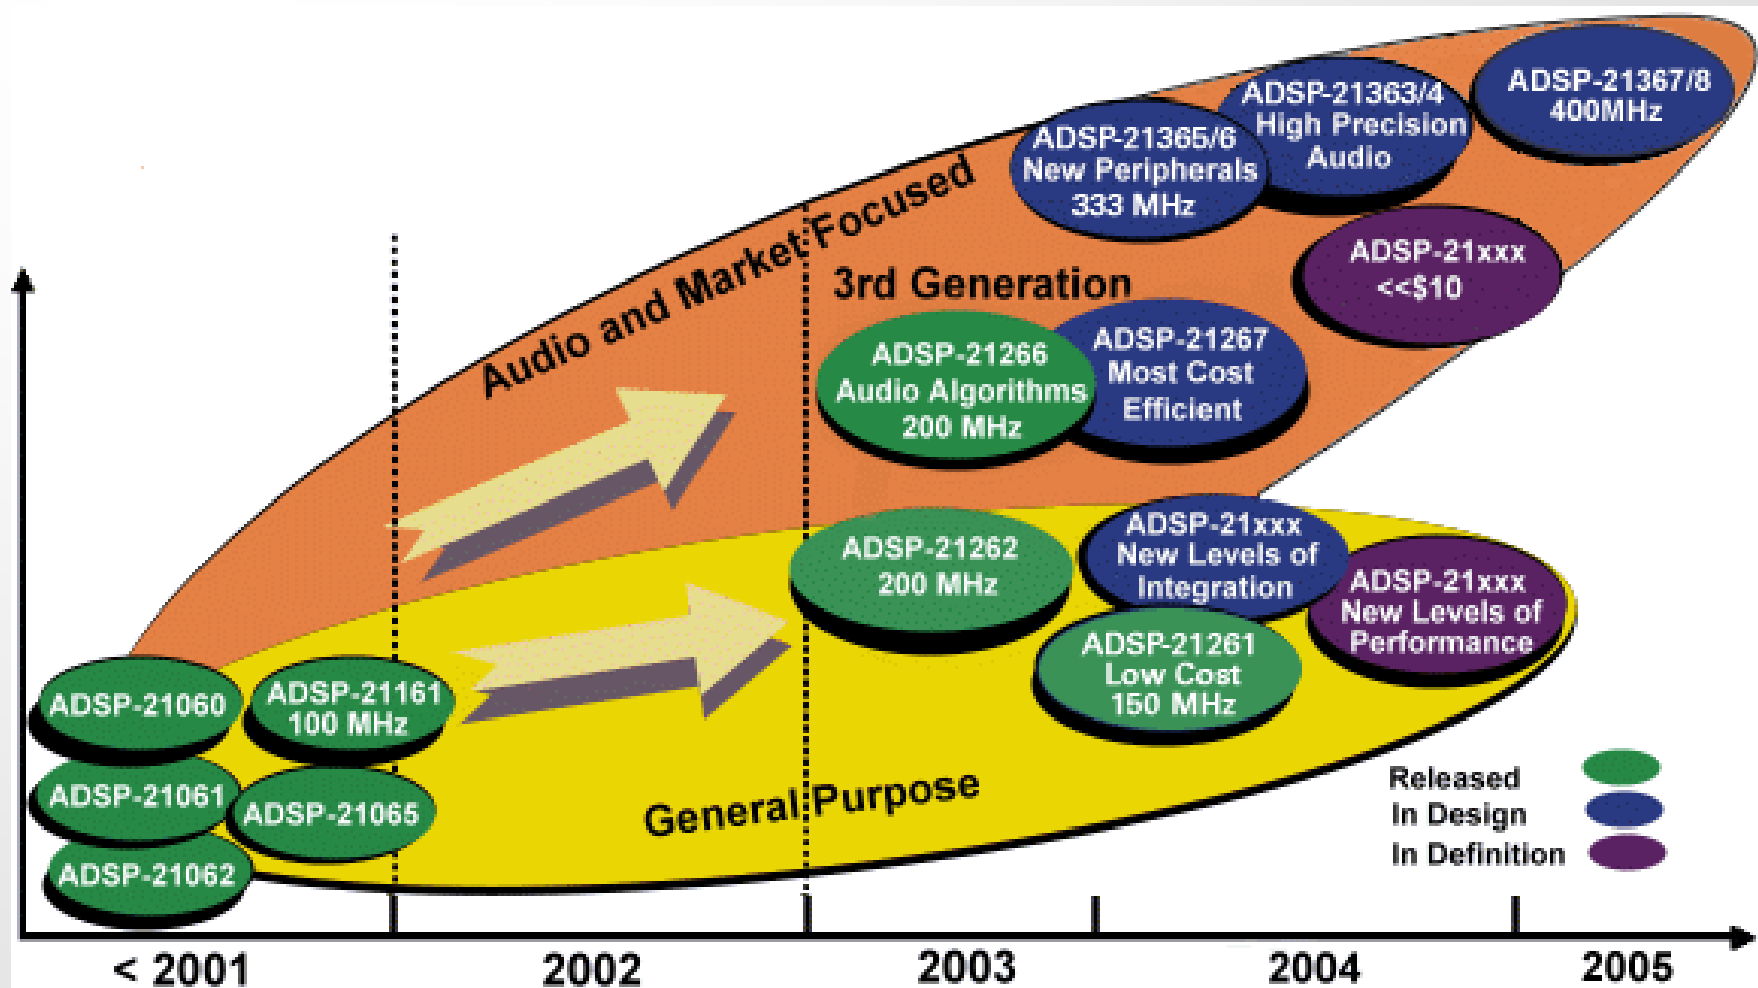 ADSP-21367/8
400MHz
ADSP-21363/4
High Precision
Audio
ADSP-21365/6
New Peripherals
333 MHz
Audio and Market Focused
ADSP-21xxx
<<$10
3rd Generation
ADSP-21266
Audio Algorithms
200 MHz
ADSP-21267
Most Cost
Efficient
ADSP-21262
200 MHz
ADSP-21xxx
New Levels of
Integration
ADSP-21xxx
New Levels of
Performance
ADSP-21261
Low Cost
150 MHz
ADSP-21060
ADSP-21161
100 MHz
ADSP-21061
ADSP-21065
ADSP-21062
General Purpose
Released
In Design
In Definition
< 2001
2002
2003
2004
2005